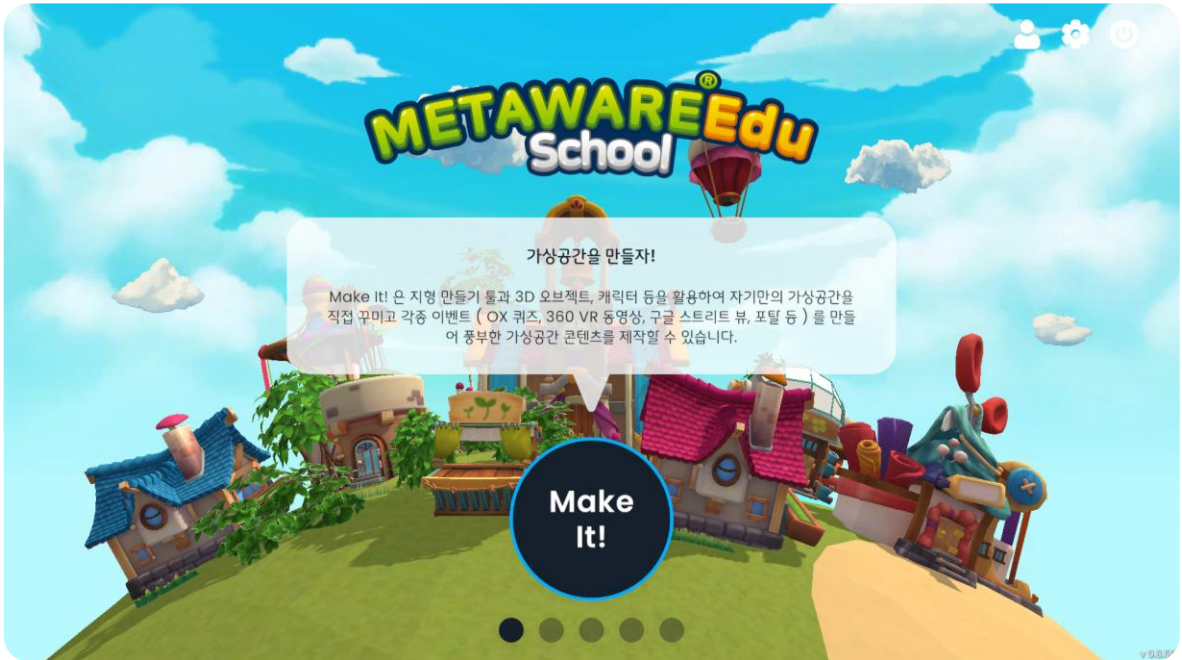 METAWAREEdu®
School
가상공간을 만들자!
Make It! 은 지형 만들기 툴과 3D 오브젝트, 캐릭터 등을 활용하여 자기만의 가상공간을
직접 꾸미고 각종 이벤트 ( OX 퀴즈, 360 VR 동영상, 구글 스트리트 뷰, 포탈 등 ) 를 만들
어 풍부한 가상공간 콘텐츠를 제작할 수 있습니다.
Make
It!